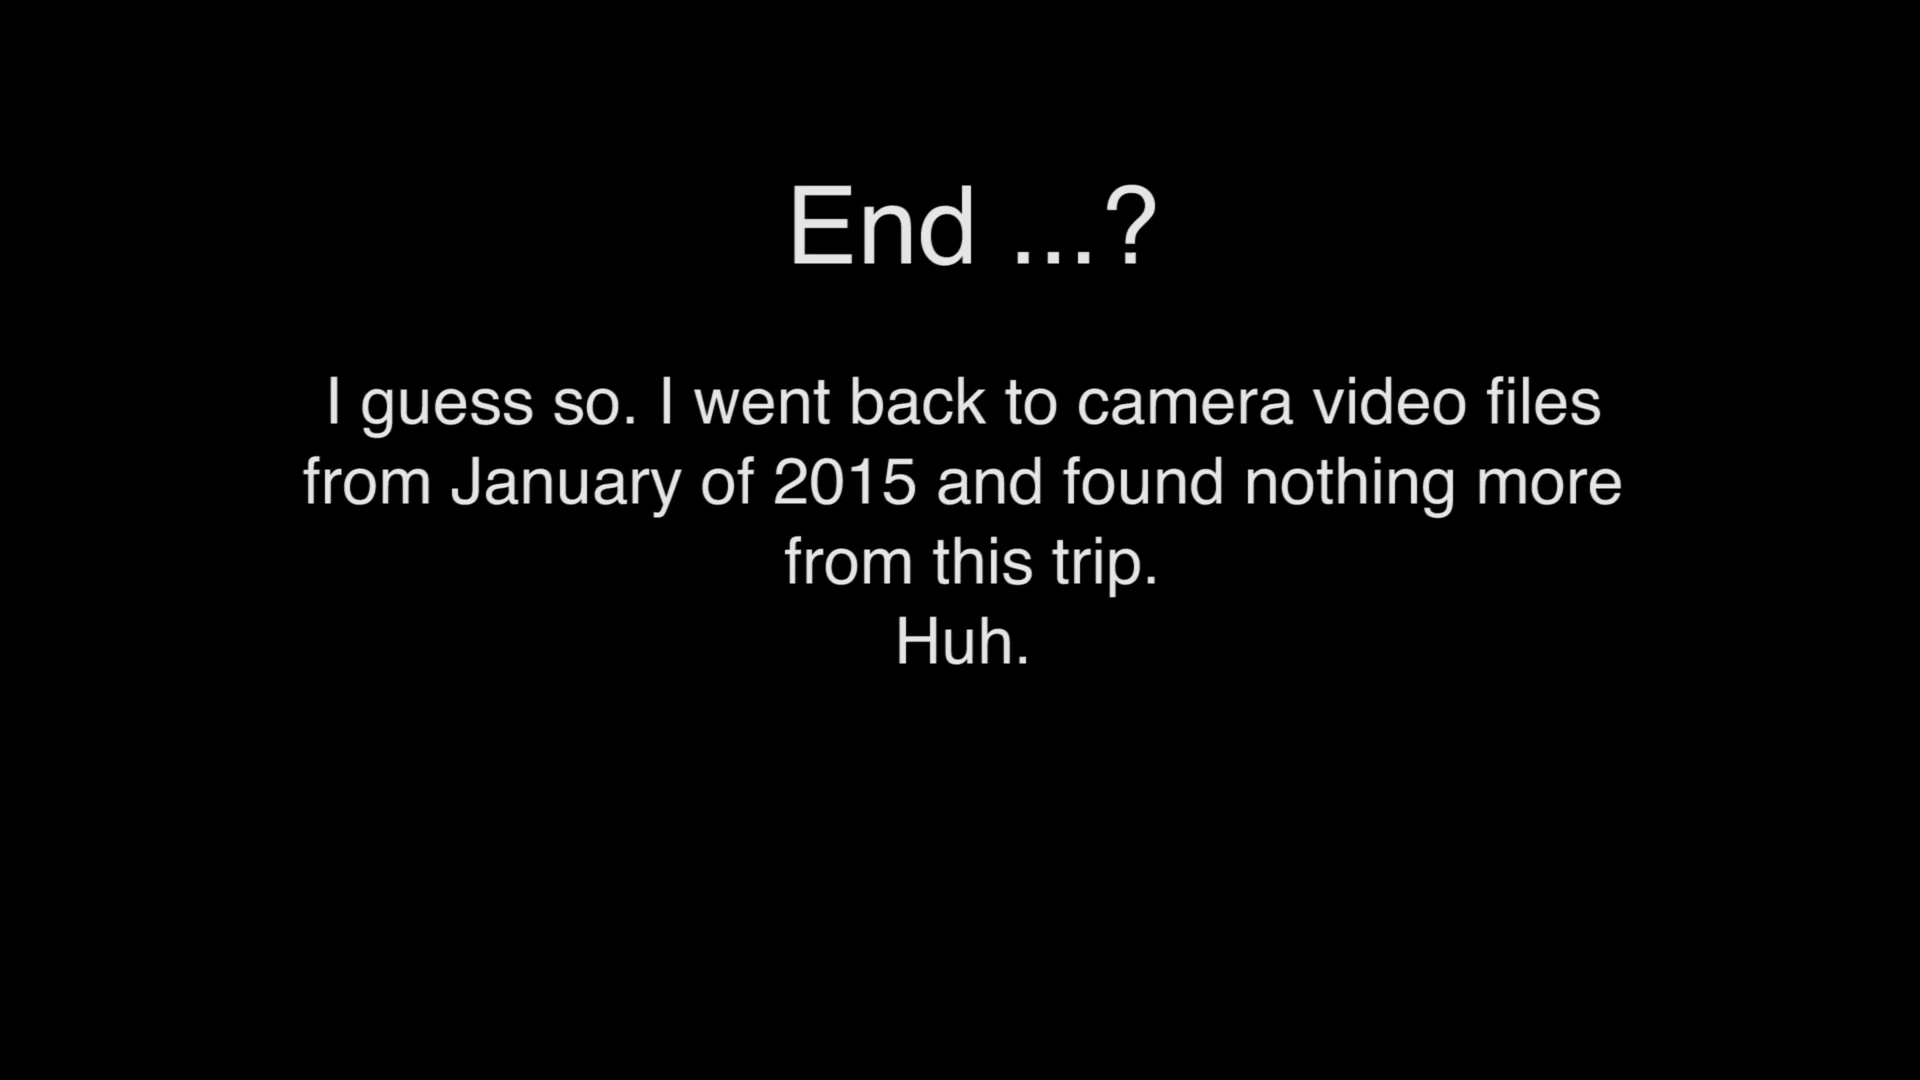 End ...?
I guess so. I went back to camera video files
from January of 2015 and found nothing more
from this trip.
Huh.